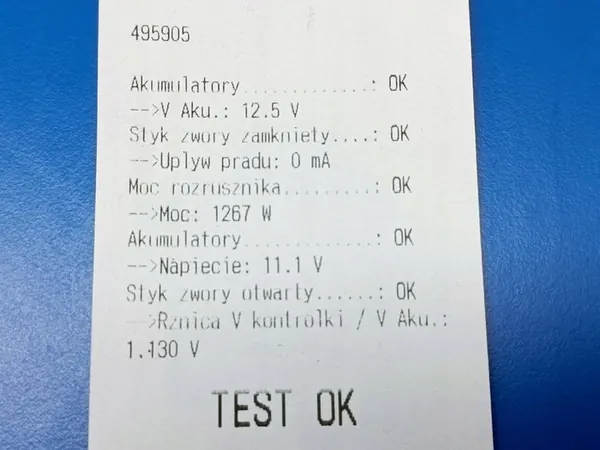 495905
Akumulatory.............: OK
-->V Aku.: 12.5 V
Styk zwory zamkniety....: OK
-->Uplyw pradu: 0 mA
Moc rozrusznika.........: OK
-->Moc: 1267 W
Akumulatory.............: OK
-->Napiecie: 11.1 V
Styk zwory otwarty......: OK
-->Rznica V kontrolki / V Aku.:
1.130 V
TEST OK